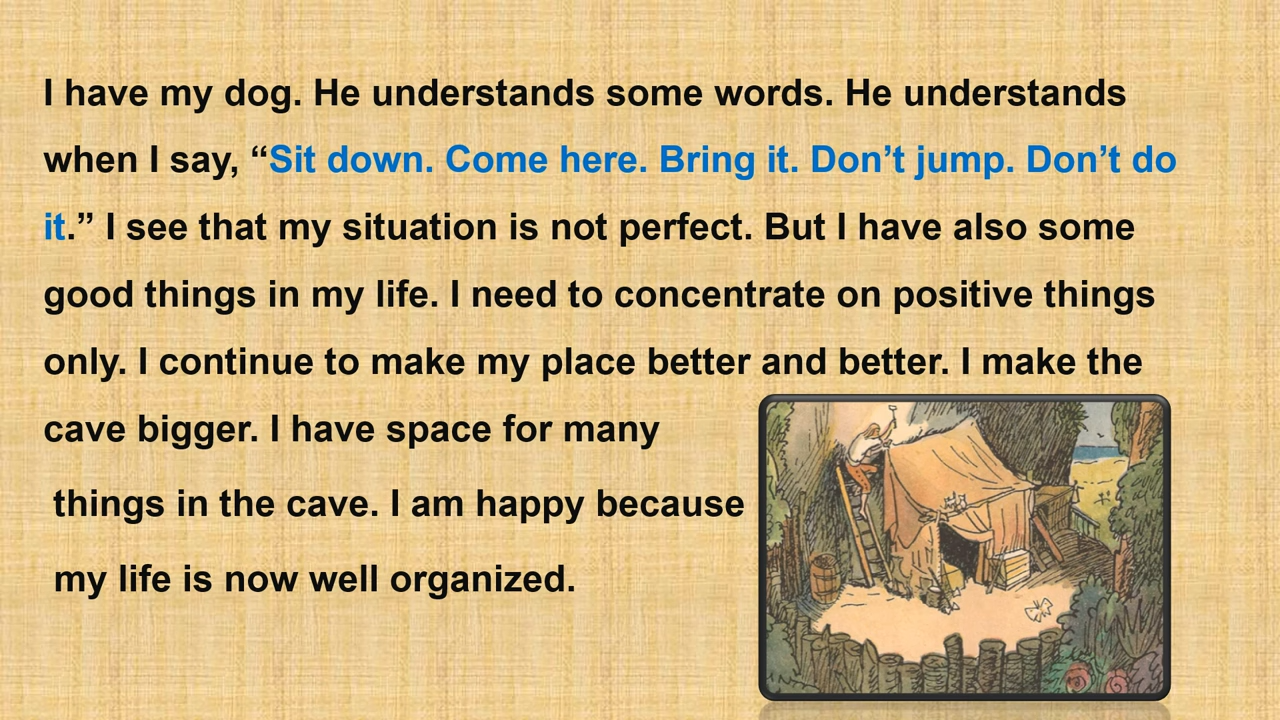 I have my dog. He understands some words. He understands
when I say, “Sit down. Come here. Bring it. Don’t jump. Don’t do
it.” I see that my situation is not perfect. But I have also some
good things in my life. I need to concentrate on positive things
only. I continue to make my place better and better. I make the
cave bigger. I have space for many
things in the cave. I am happy because
my life is now well organized.